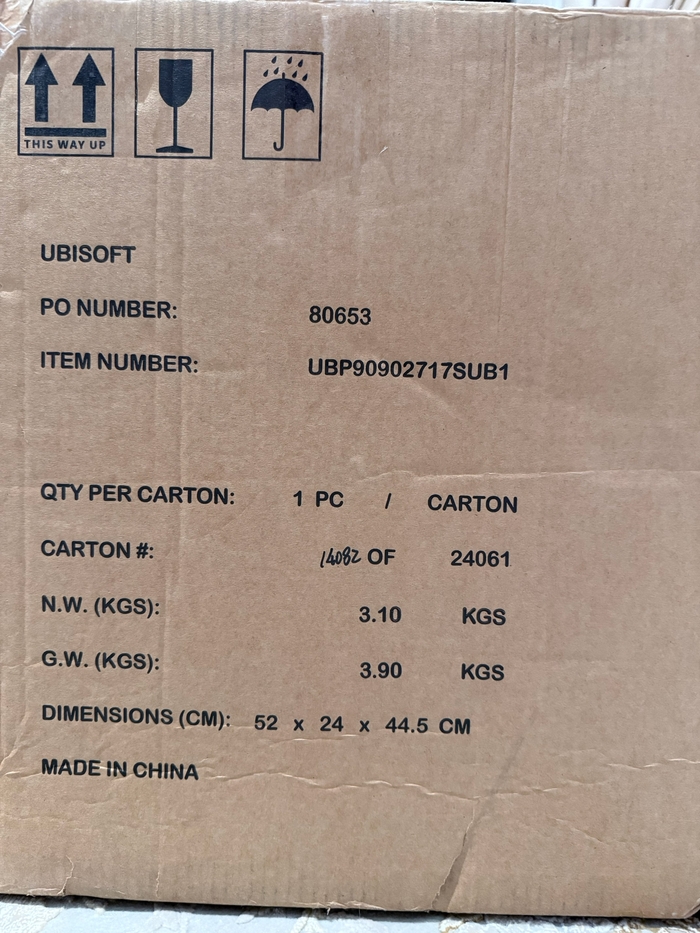 THIS WAY UP
UBISOFT
PO NUMBER: 80653
ITEM NUMBER: UBP90902717SUB1
QTY PER CARTON: 1 PC / CARTON
CARTON #: 14082 OF 24061
N.W. (KGS): 3.10 KGS
G.W. (KGS): 3.90 KGS
DIMENSIONS (CM): 52 x 24 x 44.5 CM
MADE IN CHINA